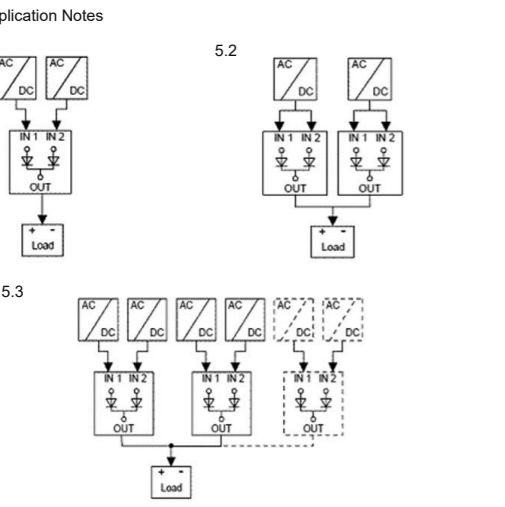 plication Notes
5.2
AC AC
DC DC
IN 1 IN 2
OUT
+ -
Load
AC AC
DC DC
IN 1 IN 2 IN 1 IN 2
OUT OUT
+ -
Load
5.3
AC AC AC AC AC AC
DC DC DC DC DC DC
IN 1 IN 2 IN 1 IN 2 IN 1 IN 2
OUT OUT OUT
+ -
Load